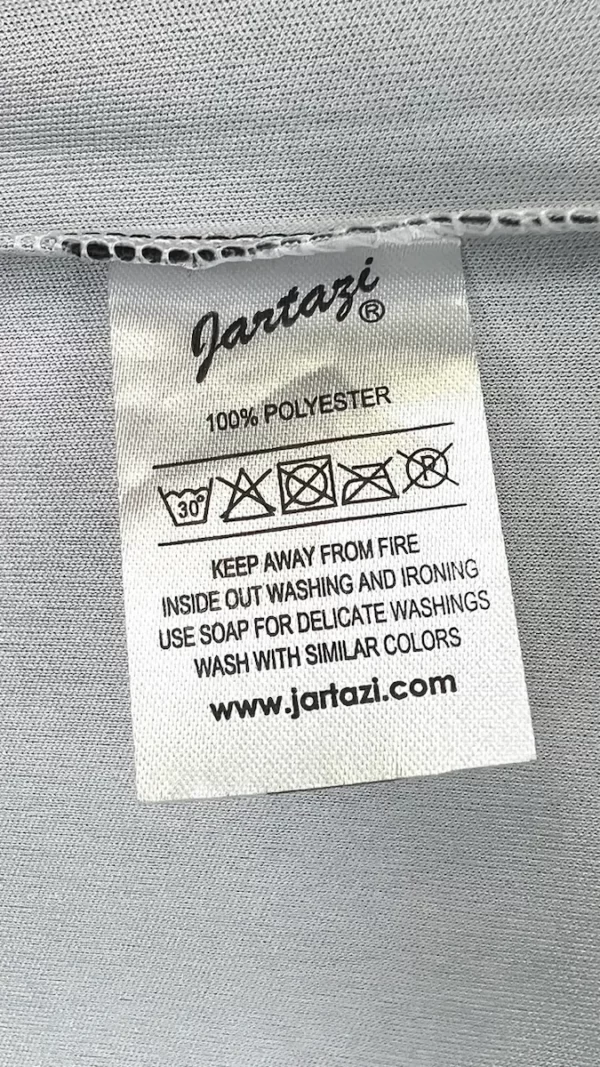 Jartazi®
100% POLYESTER
30°
P
KEEP AWAY FROM FIRE
INSIDE OUT WASHING AND IRONING
USE SOAP FOR DELICATE WASHINGS
WASH WITH SIMILAR COLORS
www.jartazi.com